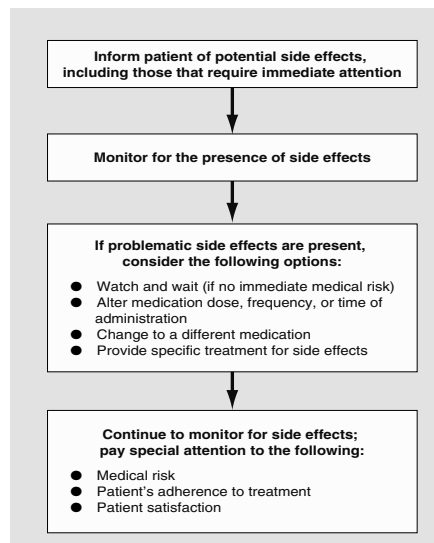 Inform patient of potential side effects,
including those that require immediate attention
Monitor for the presence of side effects
If problematic side effects are present,
consider the following options:
● Watch and wait (if no immediate medical risk)
● Alter medication dose, frequency, or time of
administration
● Change to a different medication
● Provide specific treatment for side effects
Continue to monitor for side effects;
pay special attention to the following:
● Medical risk
● Patient's adherence to treatment
● Patient satisfaction